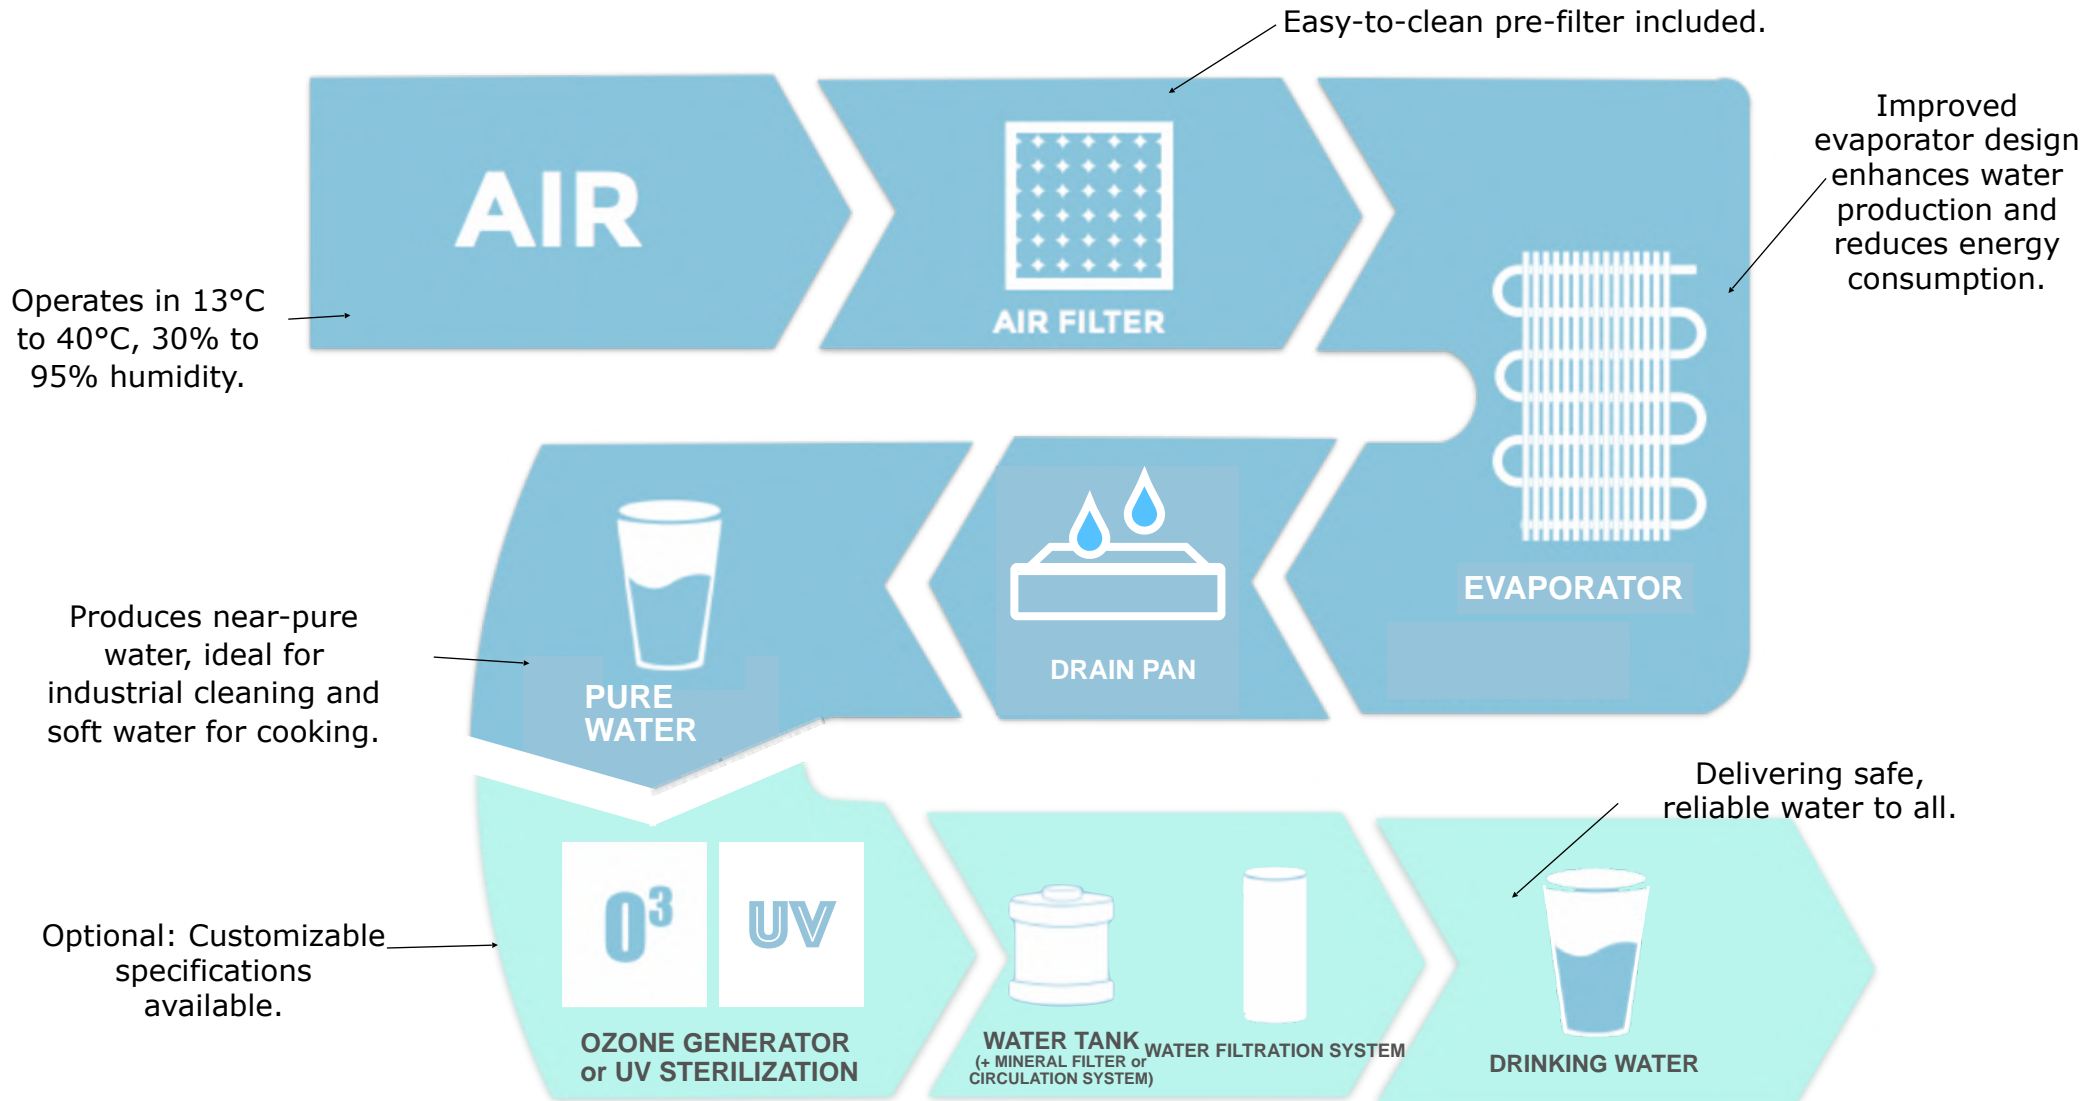 Easy-to-clean pre-filter included.
AIR
AIR FILTER
Improved
evaporator design
enhances water
production and
reduces energy
consumption.
Operates in 13°C
to 40°C, 30% to
95% humidity.
EVAPORATOR
DRAIN PAN
PURE
WATER
Produces near-pure
water, ideal for
industrial cleaning and
soft water for cooking.
Delivering safe,
reliable water to all.
Optional: Customizable
specifications
available.
O³
UV
OZONE GENERATOR
or UV STERILIZATION
WATER TANK
(+ MINERAL FILTER or
CIRCULATION SYSTEM)
WATER FILTRATION SYSTEM
DRINKING WATER